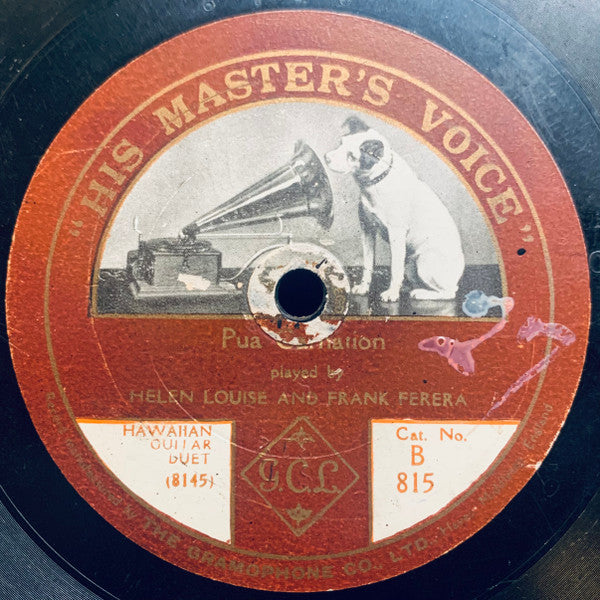 "HIS MASTER'S VOICE"
Pua Carnation
played by
HELEN LOUISE AND FRANK FERERA
HAWAIIAN
GUITAR
DUET
(8145)
Cat. No.
B
815
G.C.L.
THE GRAMOPHONE CO., LTD.